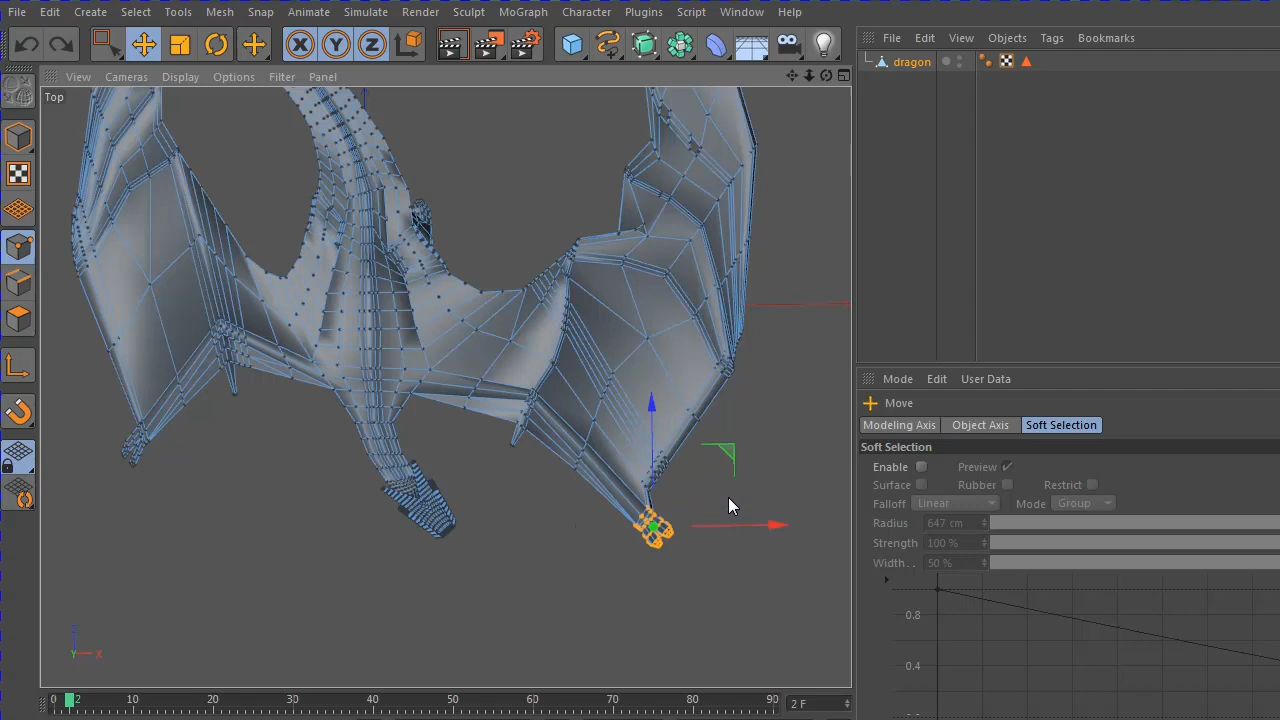 File Edit Create Select Tools Mesh Snap Animate Simulate Render Sculpt MoGraph Character Plugins Script Window Help
X Y Z
File Edit View Objects Tags Bookmarks
dragon
View Cameras Display Options Filter Panel
Top
Mode Edit User Data
Move
Modeling Axis Object Axis Soft Selection
Soft Selection
Enable Preview ✓
Surface Rubber Restrict
Falloff Linear Mode Group
Radius 647 cm
Strength 100 %
Width.. 50 %
0.8
0.4
Y X
0 2 10 20 30 40 50 60 70 80 90 2 F